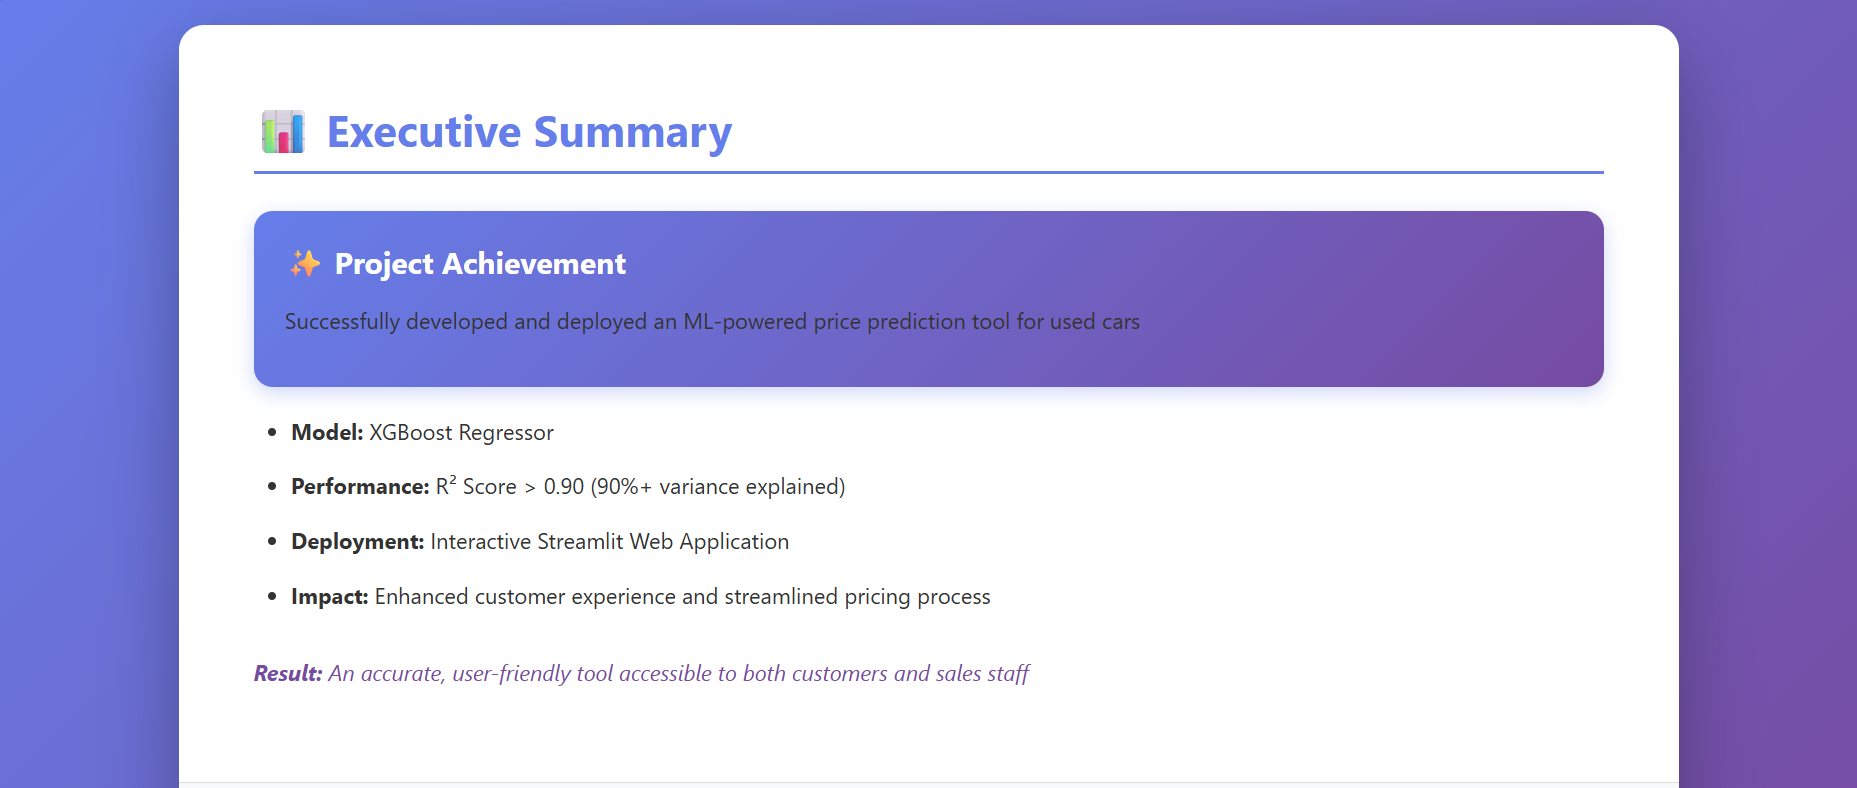 Executive Summary
Project Achievement
Successfully developed and deployed an ML-powered price prediction tool for used cars
• Model: XGBoost Regressor
• Performance: R² Score > 0.90 (90%+ variance explained)
• Deployment: Interactive Streamlit Web Application
• Impact: Enhanced customer experience and streamlined pricing process
Result: An accurate, user-friendly tool accessible to both customers and sales staff